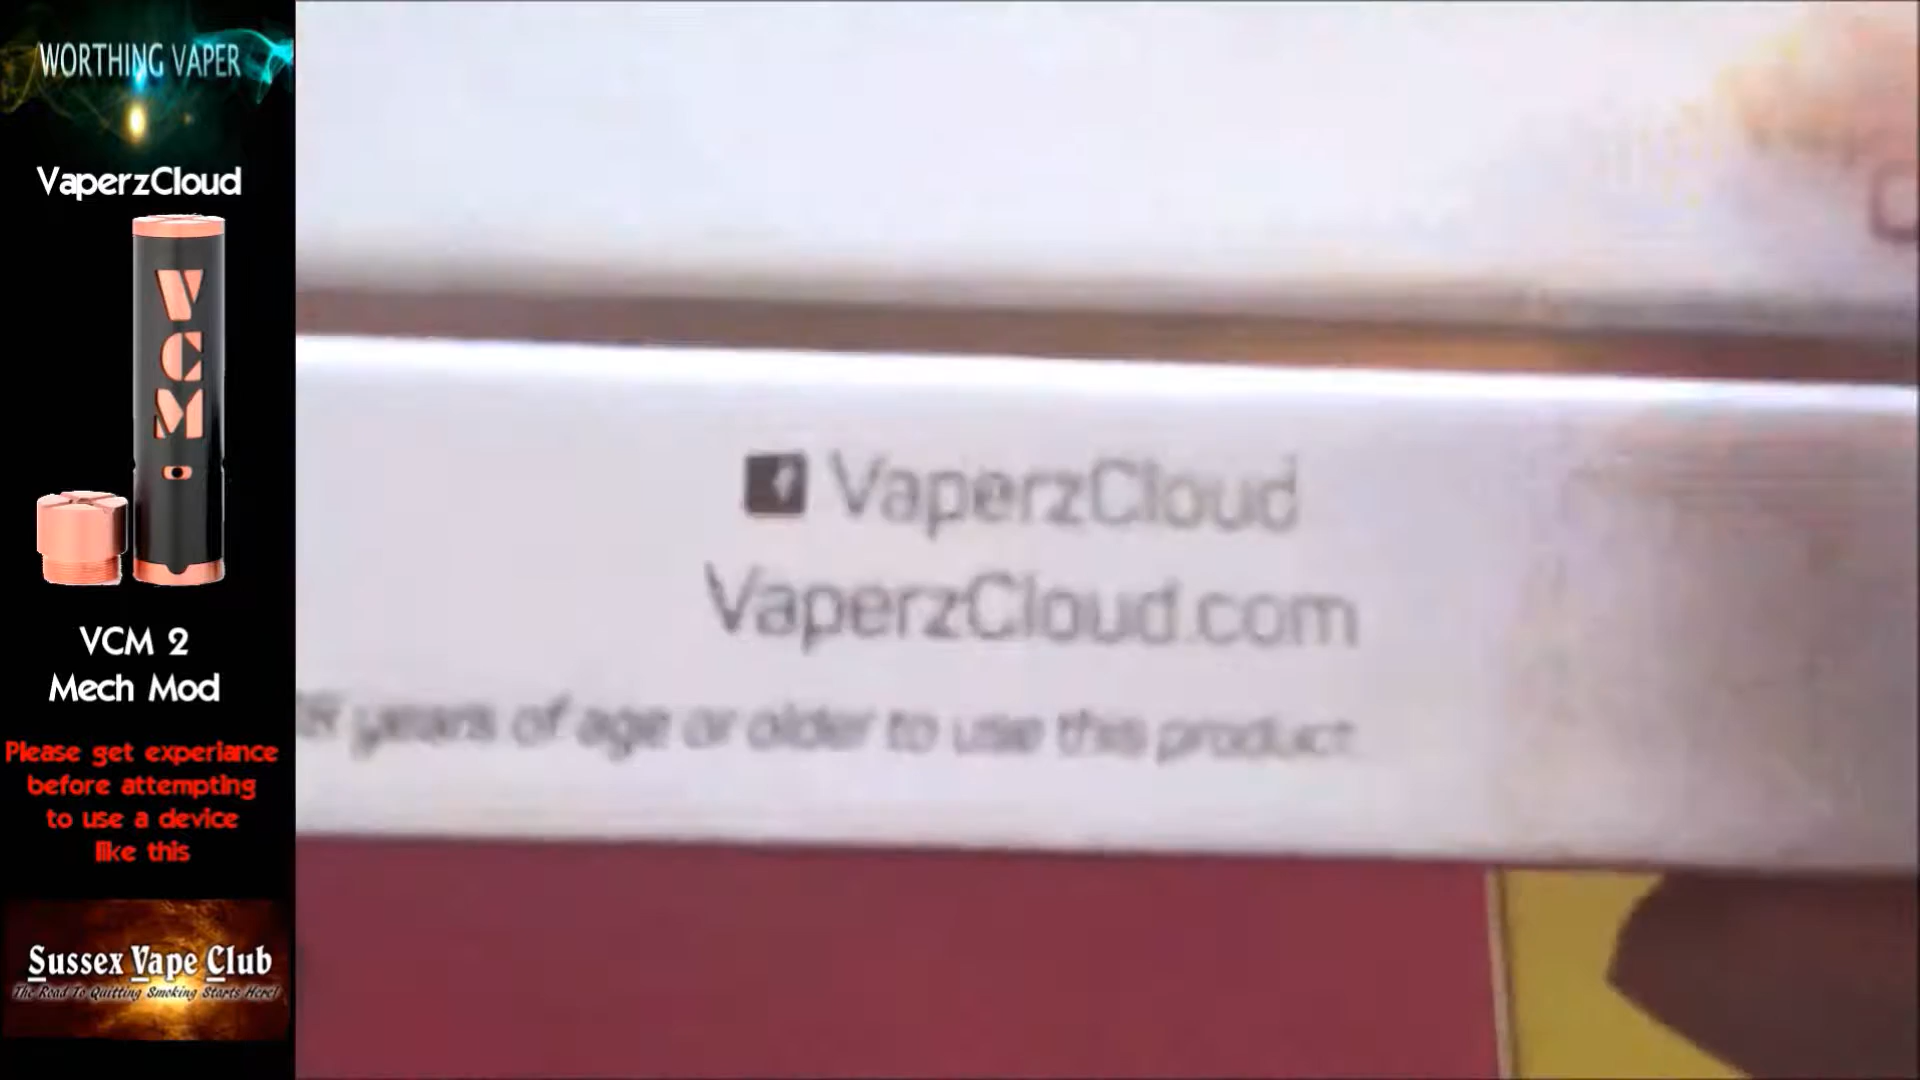 WORTHING VAPER
VaperzCloud
VCM
VCM 2
Mech Mod
Please get experiance
before attempting
to use a device
like this
Sussex Vape Club
The Road To Quitting Smoking Starts Here!
VaperzCloud
VaperzCloud.com
years of age or older to use this product